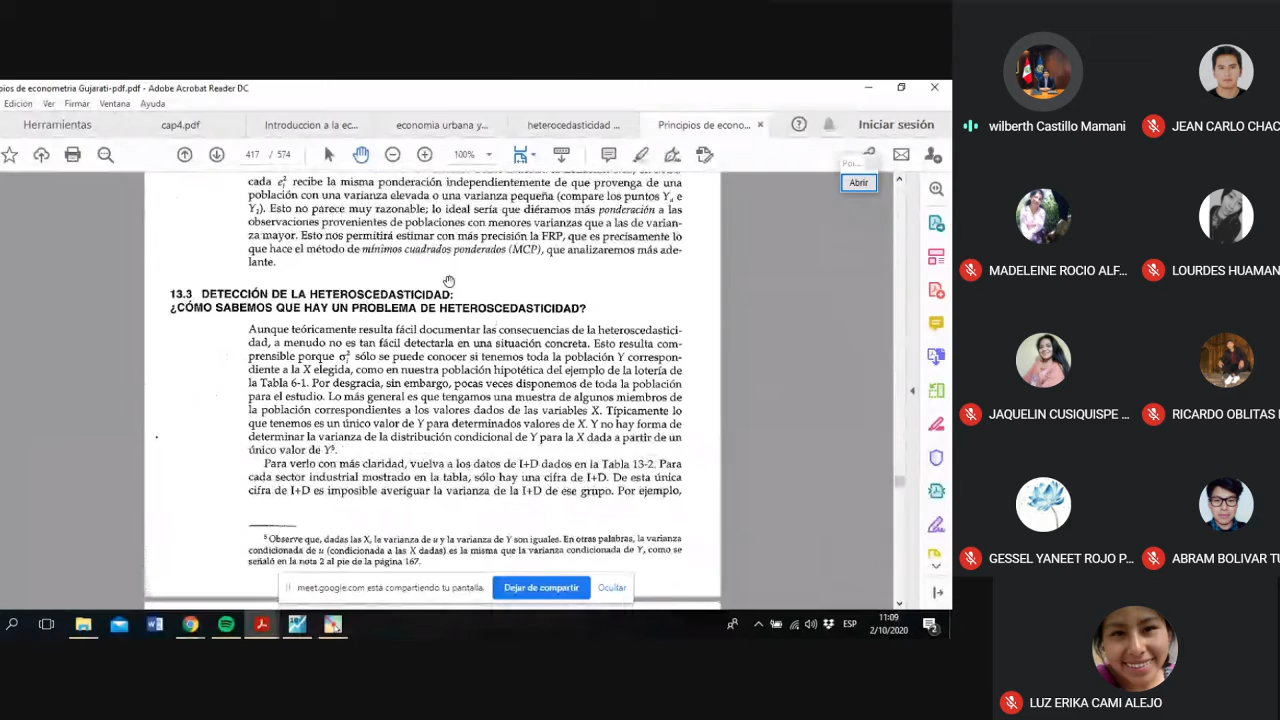 pios de econometria Gujarati-pdf.pdf - Adobe Acrobat Reader DC
Edición Ver Firmar Ventana Ayuda
Herramientas cap4.pdf Introduccion a la ec... economia urbana y... heterocedasticidad ... Principios de econo... Iniciar sesión
417 / 574 100%
Por...
Abrir
cada e_i^2 recibe la misma ponderación independientemente de que provenga de una
población con una varianza elevada o una varianza pequeña (compare los puntos Y_a e
Y_2). Esto no parece muy razonable; lo ideal sería que diéramos más ponderación a las
observaciones provenientes de poblaciones con menores varianzas que a las de varian-
za mayor. Esto nos permitirá estimar con más precisión la FRP, que es precisamente lo
que hace el método de mínimos cuadrados ponderados (MCP), que analizaremos más ade-
lante.
13.3 DETECCIÓN DE LA HETEROSCEDASTICIDAD:
¿CÓMO SABEMOS QUE HAY UN PROBLEMA DE HETEROSCEDASTICIDAD?
Aunque teóricamente resulta fácil documentar las consecuencias de la heteroscedastici-
dad, a menudo no es tan fácil detectarla en una situación concreta. Esto resulta com-
prensible porque σ_i^2 sólo se puede conocer si tenemos toda la población Y correspon-
diente a la X elegida, como en nuestra población hipotética del ejemplo de la lotería de
la Tabla 6-1. Por desgracia, sin embargo, pocas veces disponemos de toda la población
para el estudio. Lo más general es que tengamos una muestra de algunos miembros de
la población correspondientes a los valores dados de las variables X. Típicamente lo
que tenemos es un único valor de Y para determinados valores de X. Y no hay forma de
determinar la varianza de la distribución condicional de Y para la X dada a partir de un
único valor de Y⁵.
Para verlo con más claridad, vuelva a los datos de I+D dados en la Tabla 13-2. Para
cada sector industrial mostrado en la tabla, sólo hay una cifra de I+D. De esta única
cifra de I+D es imposible averiguar la varianza de la I+D de ese grupo. Por ejemplo,
⁵ Observe que, dadas las X, la varianza de u y la varianza de Y son iguales. En otras palabras, la varianza
condicionada de u (condicionada a las X dadas) es la misma que la varianza condicionada de Y, como se
señaló en la nota 2 al pie de la página 167.
meet.google.com está compartiendo tu pantalla. Dejar de compartir Ocultar
ESP
11:09
2/10/2020
2
wilberth Castillo Mamani
JEAN CARLO CHAC
MADELEINE ROCIO ALF...
LOURDES HUAMAN
JAQUELIN CUSIQUISPE ...
RICARDO OBLITAS
GESSEL YANEET ROJO P...
ABRAM BOLIVAR TU
LUZ ERIKA CAMI ALEJO